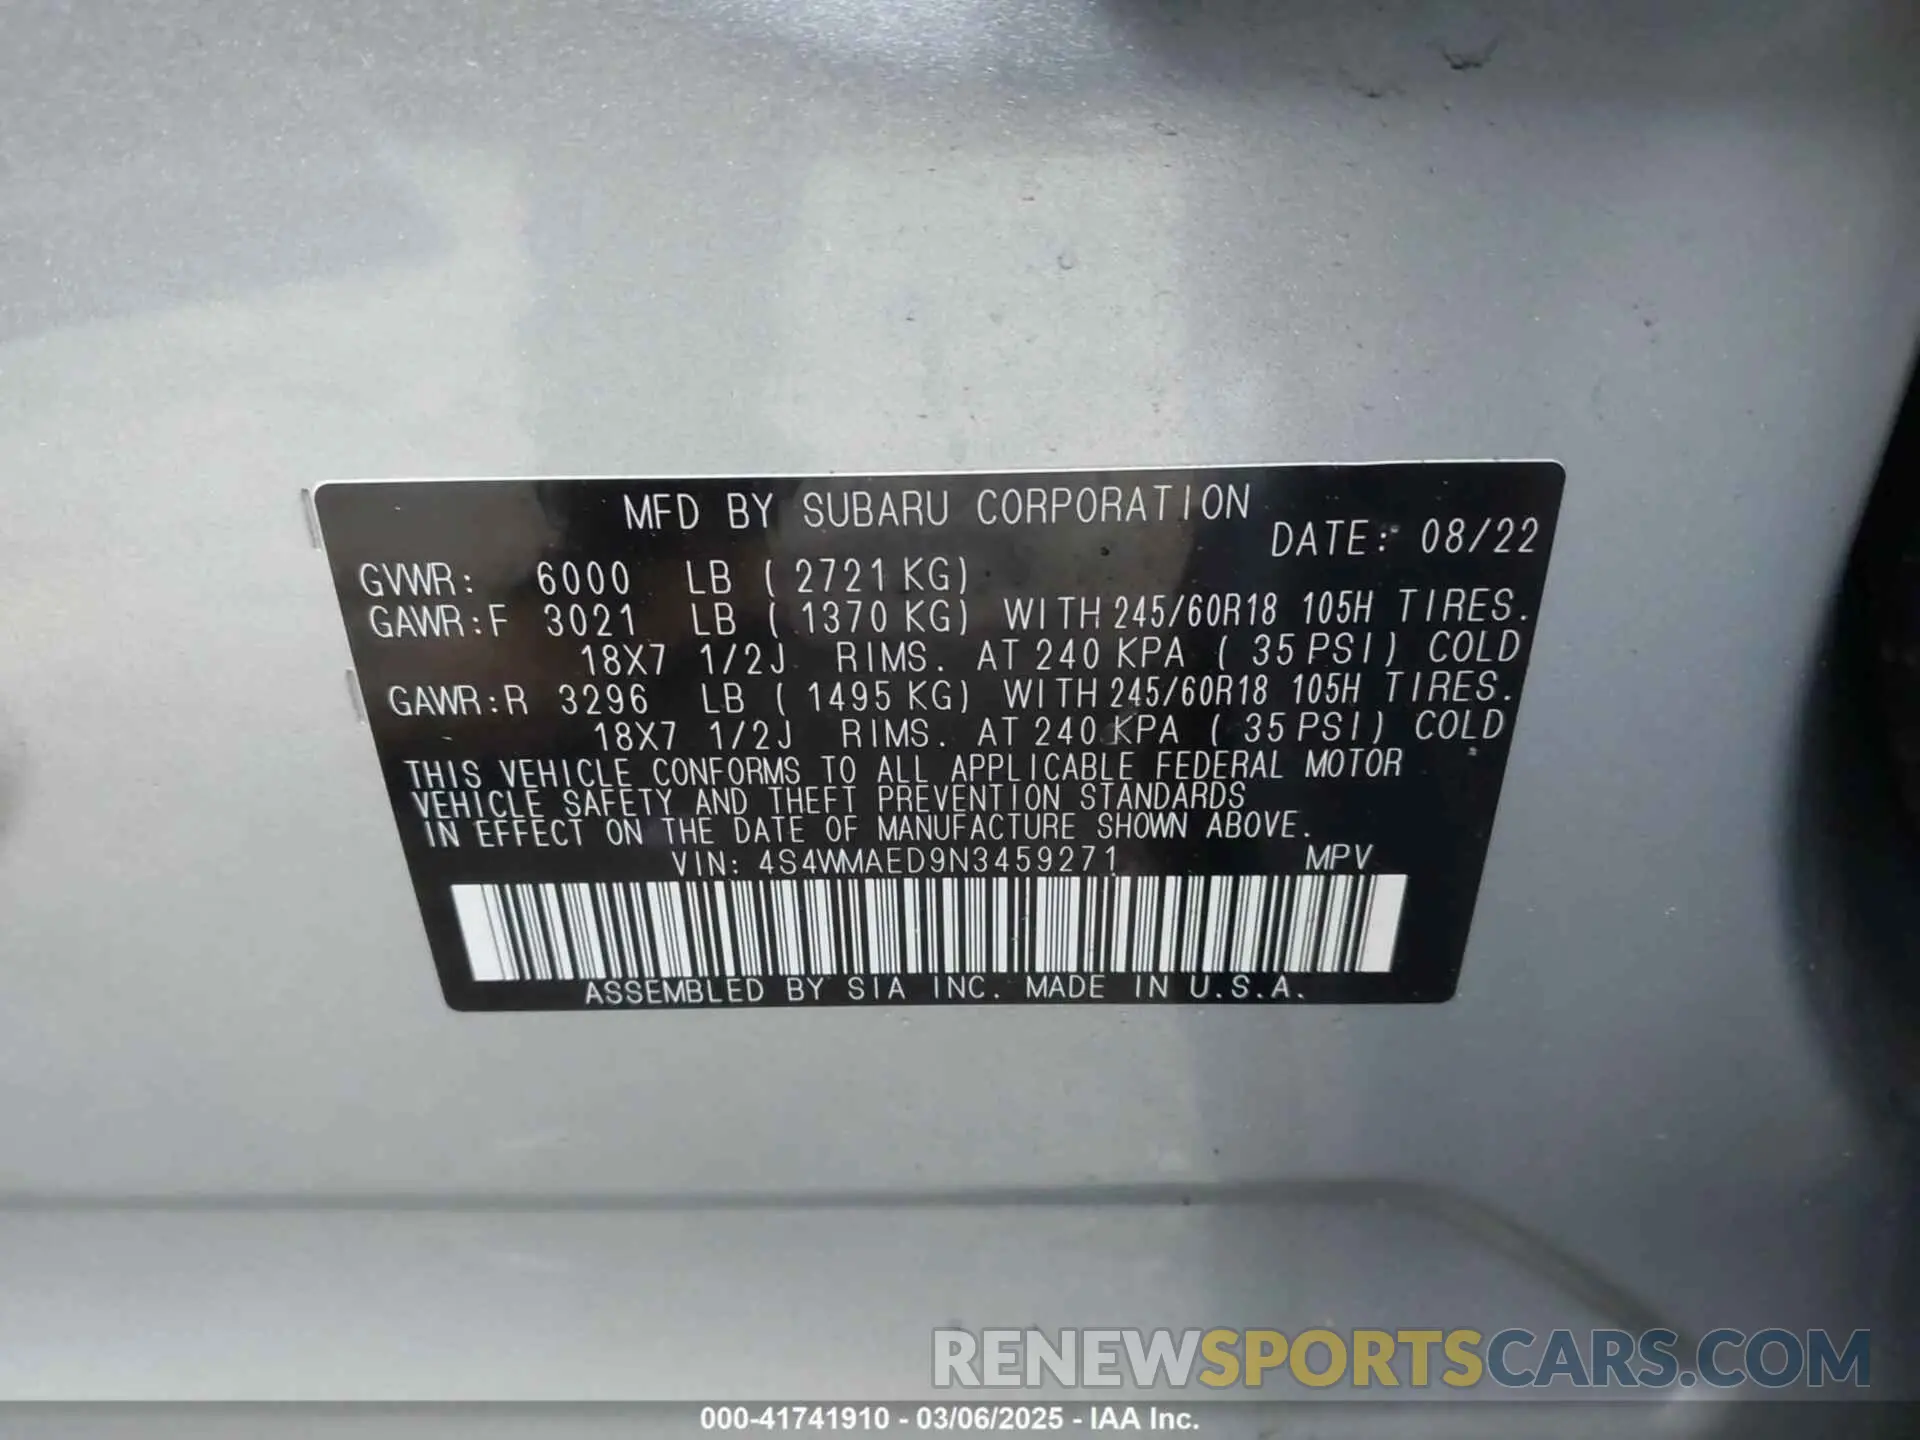 MFD BY SUBARU CORPORATION
DATE: 08/22
GVWR: 6000 LB ( 2721 KG)
GAWR:F 3021 LB ( 1370 KG) WITH 245/60R18 105H TIRES.
18X7 1/2J RIMS. AT 240 KPA ( 35 PSI) COLD
GAWR:R 3296 LB ( 1495 KG) WITH 245/60R18 105H TIRES.
18X7 1/2J RIMS. AT 240 KPA ( 35 PSI) COLD
THIS VEHICLE CONFORMS TO ALL APPLICABLE FEDERAL MOTOR
VEHICLE SAFETY AND THEFT PREVENTION STANDARDS
IN EFFECT ON THE DATE OF MANUFACTURE SHOWN ABOVE.
VIN: 4S4WMAED9N3459271 MPV
ASSEMBLED BY SIA INC. MADE IN U.S.A.
RENEWSPORTSCARS.COM
000-41741910 - 03/06/2025 - IAA Inc.